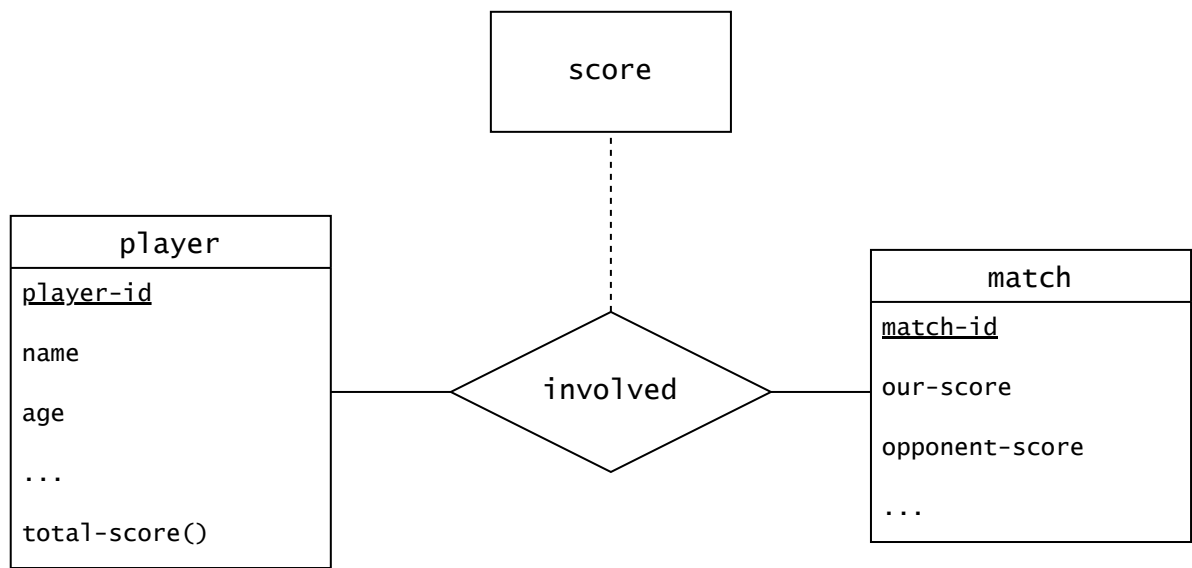 score
player
player-id
name
age
...
total-score()
involved
match
match-id
our-score
opponent-score
...